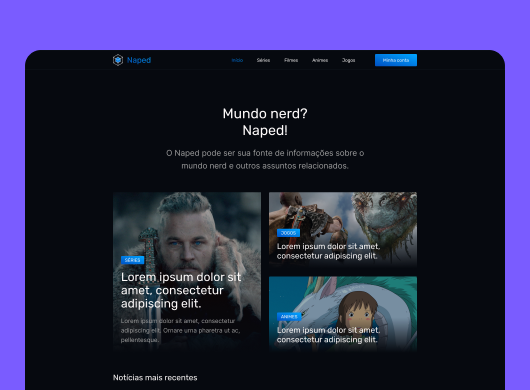 Naped
Início
Séries
Filmes
Animes
Jogos
Minha conta
Mundo nerd?
Naped!
O Naped pode ser sua fonte de informações sobre o
mundo nerd e outros assuntos relacionados.
SÉRIES
Lorem ipsum dolor sit
amet, consectetur
adipiscing elit.
Lorem ipsum dolor sit amet, consectetur
adipiscing elit. Ornare urna pharetra ut ac,
pellentesque.
JOGOS
Lorem ipsum dolor sit amet,
consectetur adipiscing elit.
ANIMES
Lorem ipsum dolor sit amet,
consectetur adipiscing elit.
Notícias mais recentes